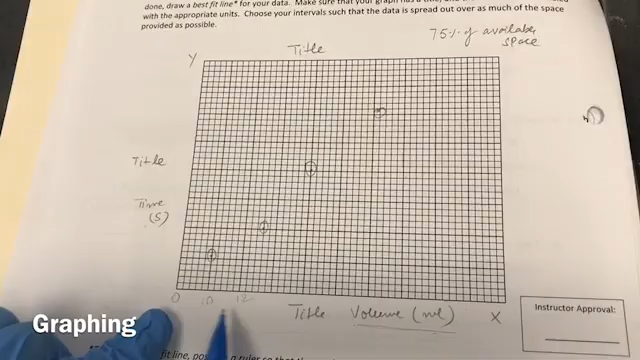 done, draw a best fit line* for your data. Make sure that your graph has a title, and
with the appropriate units. Choose your intervals such that the data is spread out over as much of the space
provided as possible.
75% of available
space
Title
Y
Title
Time
(s)
0 10 12
Title Volume (ml) X
Instructor Approval:
Graphing
fit line, pos
n ruler so that th